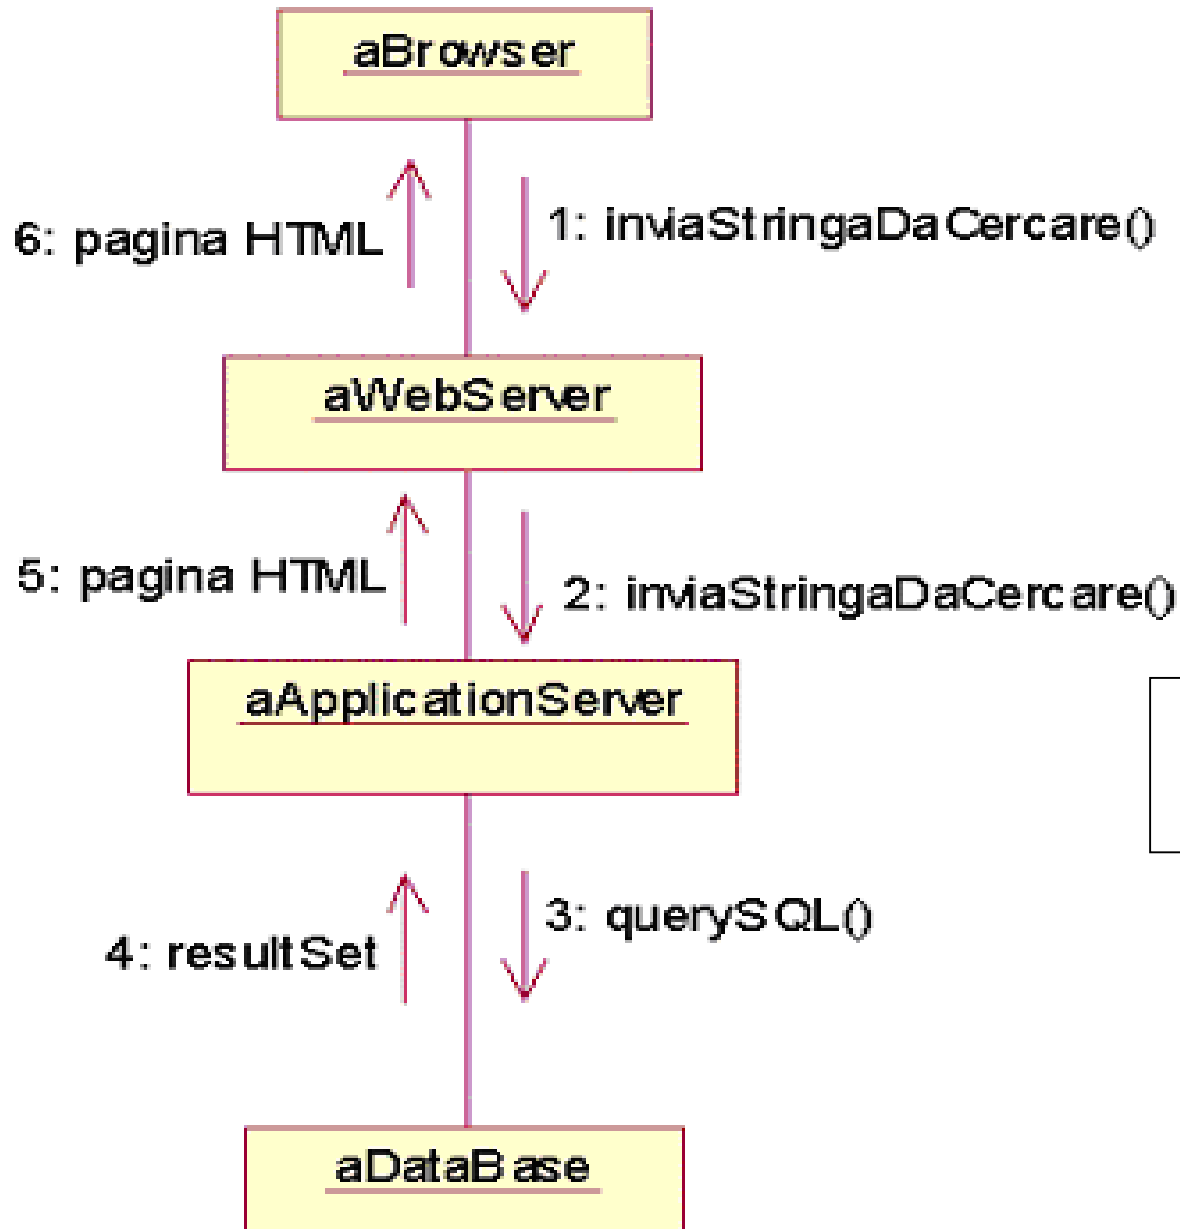 aBrowser
6: pagina HTML
1: inviaStringaDaCercare()
aWebServer
5: pagina HTML
2: inviaStringaDaCercare()
aApplicationServer
3: querySQL()
4: resultSet
aDataBase